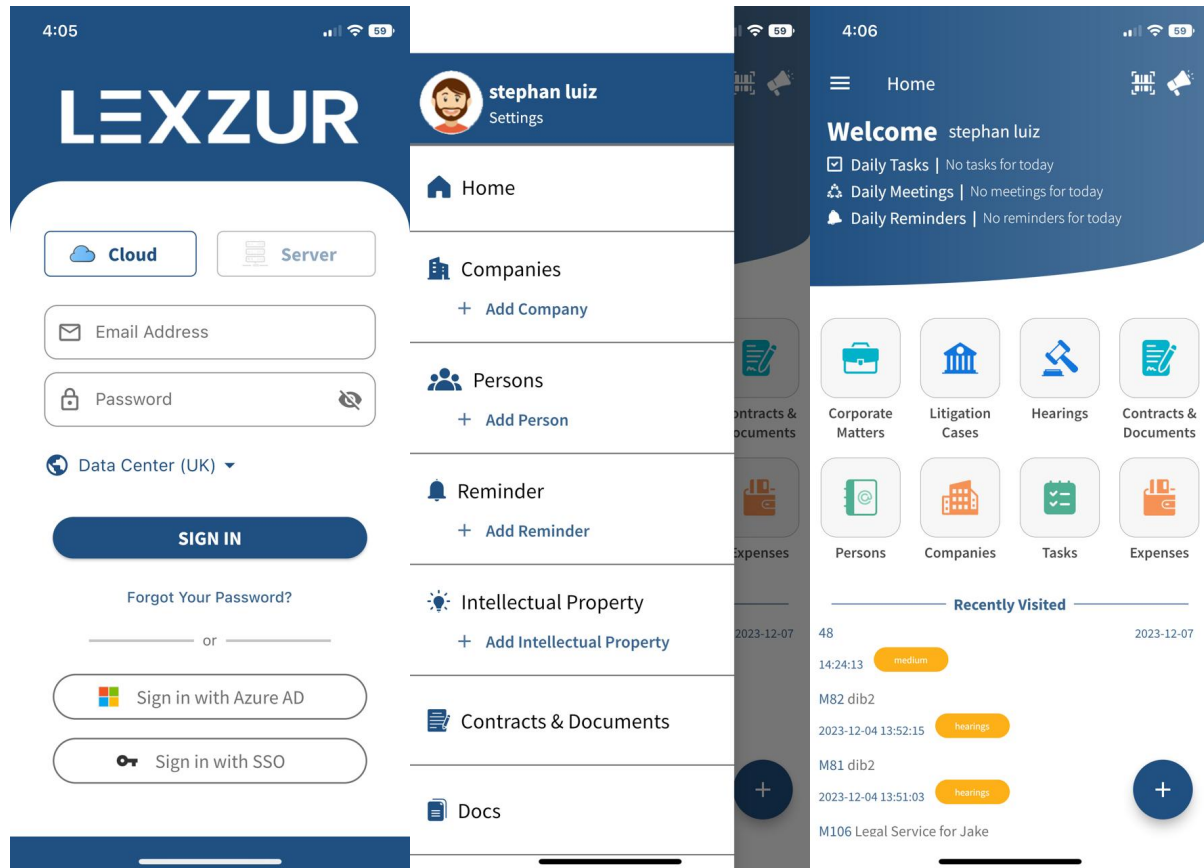 4:05
59
LEXZUR
Cloud
Server
Email Address
Password
Data Center (UK)
SIGN IN
Forgot Your Password?
or
Sign in with Azure AD
Sign in with SSO
59
stephan luiz
Settings
Home
Companies
+ Add Company
Persons
+ Add Person
Reminder
+ Add Reminder
Intellectual Property
+ Add Intellectual Property
Contracts & Documents
Docs
Expenses
2023-12-07
+
4:06
59
Home
Welcome stephan luiz
Daily Tasks | No tasks for today
Daily Meetings | No meetings for today
Daily Reminders | No reminders for today
Corporate Matters
Litigation Cases
Hearings
Contracts & Documents
Persons
Companies
Tasks
Expenses
Recently Visited
48 2023-12-07
14:24:13 medium
M82 dib2
2023-12-04 13:52:15 hearings
M81 dib2
2023-12-04 13:51:03 hearings
M106 Legal Service for Jake
+